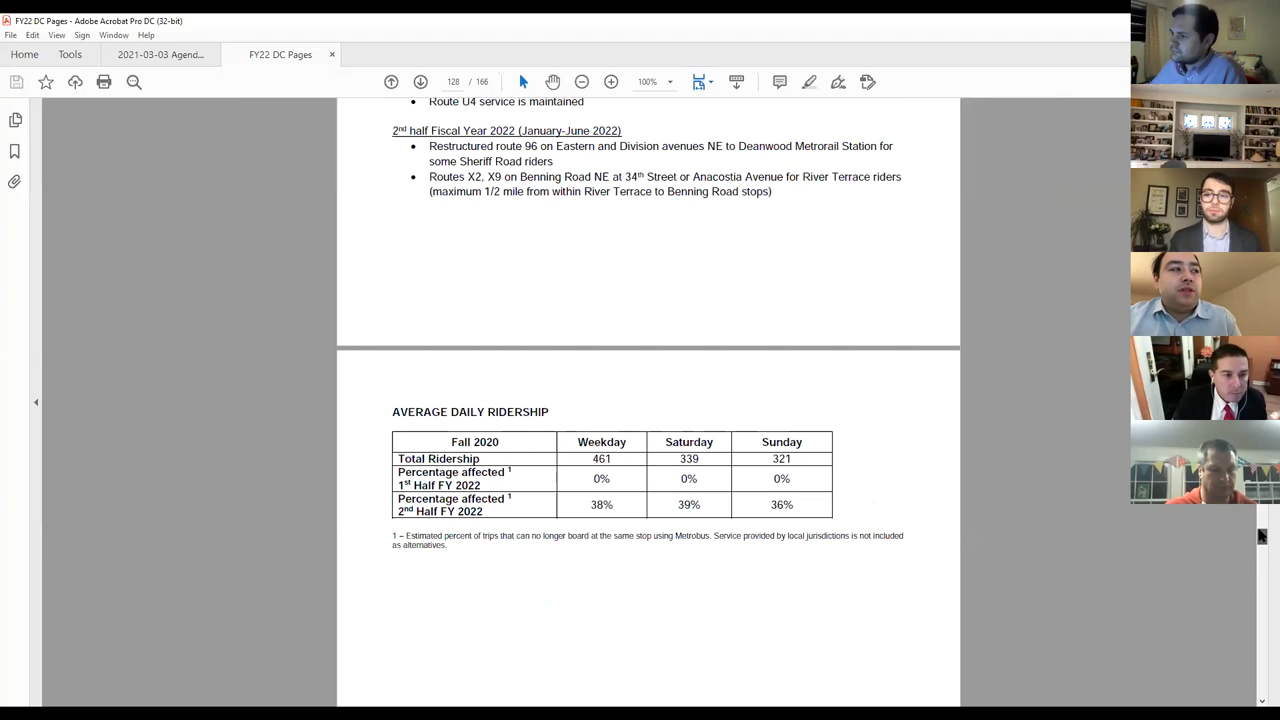 FY22 DC Pages - Adobe Acrobat Pro DC (32-bit)
File Edit View Sign Window Help
Home Tools 2021-03-03 Agend... FY22 DC Pages ×
128 / 166 100%
• Route U4 service is maintained
2nd half Fiscal Year 2022 (January-June 2022)
• Restructured route 96 on Eastern and Division avenues NE to Deanwood Metrorail Station for
some Sheriff Road riders
• Routes X2, X9 on Benning Road NE at 34th Street or Anacostia Avenue for River Terrace riders
(maximum 1/2 mile from within River Terrace to Benning Road stops)
AVERAGE DAILY RIDERSHIP
Fall 2020 Weekday Saturday Sunday
Total Ridership 461 339 321
Percentage affected 1
1st Half FY 2022 0% 0% 0%
Percentage affected 1
2nd Half FY 2022 38% 39% 36%
1 – Estimated percent of trips that can no longer board at the same stop using Metrobus. Service provided by local jurisdictions is not included
as alternatives.